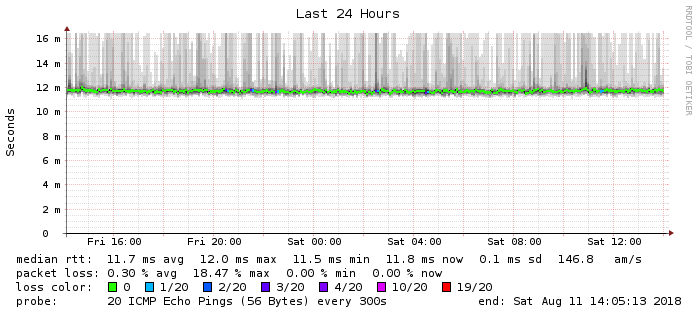 Last 24 Hours
RRDTOOL / TOBI OETIKER
Seconds
16 m
14 m
12 m
10 m
8 m
6 m
4 m
2 m
0
Fri 16:00 Fri 20:00 Sat 00:00 Sat 04:00 Sat 08:00 Sat 12:00
median rtt: 11.7 ms avg 12.0 ms max 11.5 ms min 11.8 ms now 0.1 ms sd 146.8 am/s
packet loss: 0.30 % avg 18.47 % max 0.00 % min 0.00 % now
loss color: 0 1/20 2/20 3/20 4/20 10/20 19/20
probe: 20 ICMP Echo Pings (56 Bytes) every 300s end: Sat Aug 11 14:05:13 2018